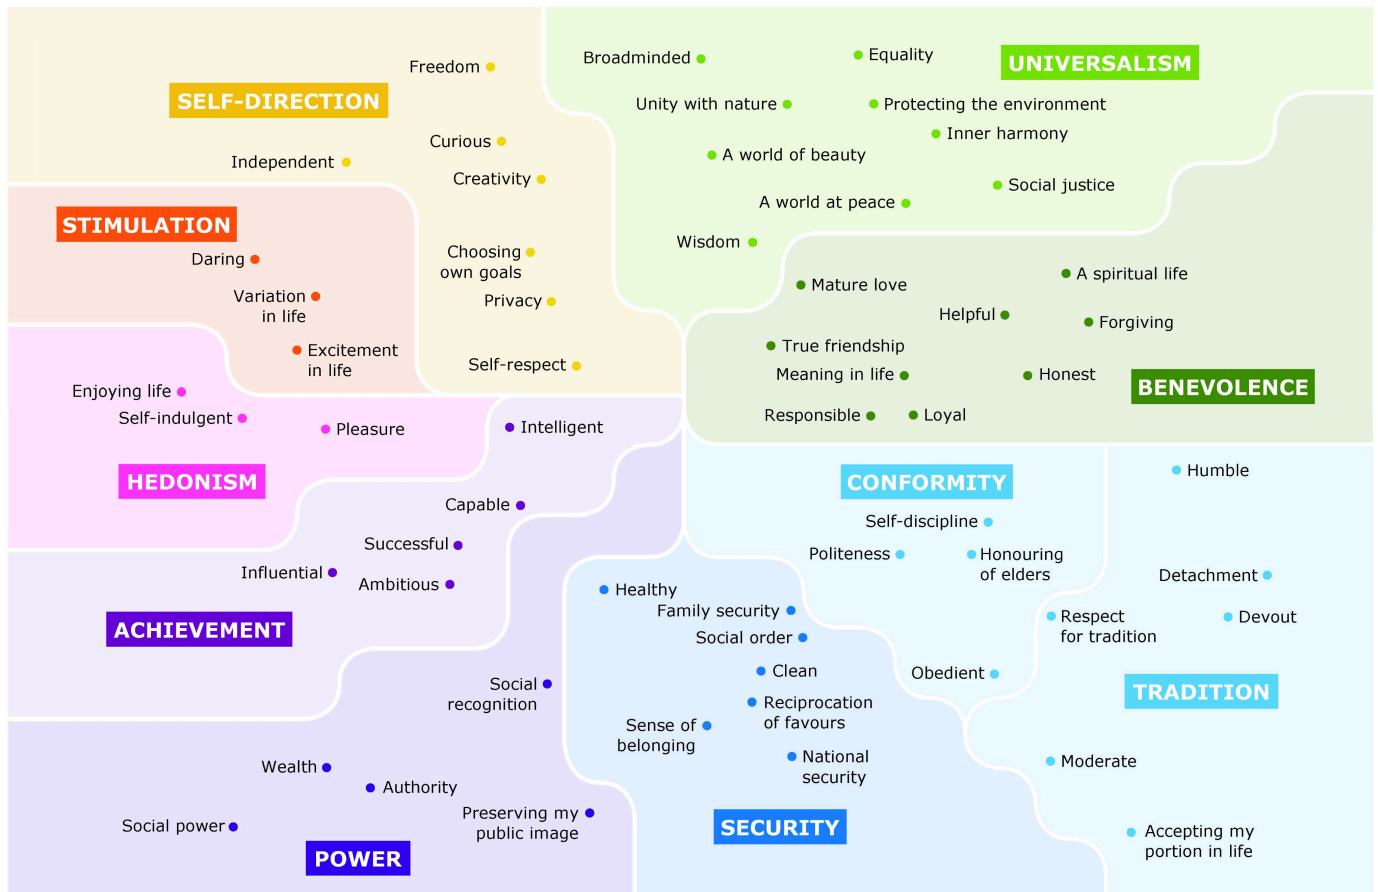 SELF-DIRECTION
Freedom
Curious
Independent
Creativity
Choosing
own goals
Privacy
Self-respect
UNIVERSALISM
Broadminded
Equality
Unity with nature
Protecting the environment
Inner harmony
A world of beauty
Social justice
A world at peace
Wisdom
STIMULATION
Daring
Variation
in life
Excitement
in life
BENEVOLENCE
Mature love
A spiritual life
Helpful
Forgiving
True friendship
Meaning in life
Honest
Responsible
Loyal
HEDONISM
Enjoying life
Self-indulgent
Pleasure
ACHIEVEMENT
Intelligent
Capable
Successful
Influential
Ambitious
CONFORMITY
Self-discipline
Politeness
Honouring
of elders
Obedient
TRADITION
Humble
Detachment
Respect
for tradition
Devout
Moderate
Accepting my
portion in life
SECURITY
Healthy
Family security
Social order
Clean
Reciprocation
of favours
Sense of
belonging
National
security
POWER
Social
recognition
Wealth
Authority
Preserving my
public image
Social power